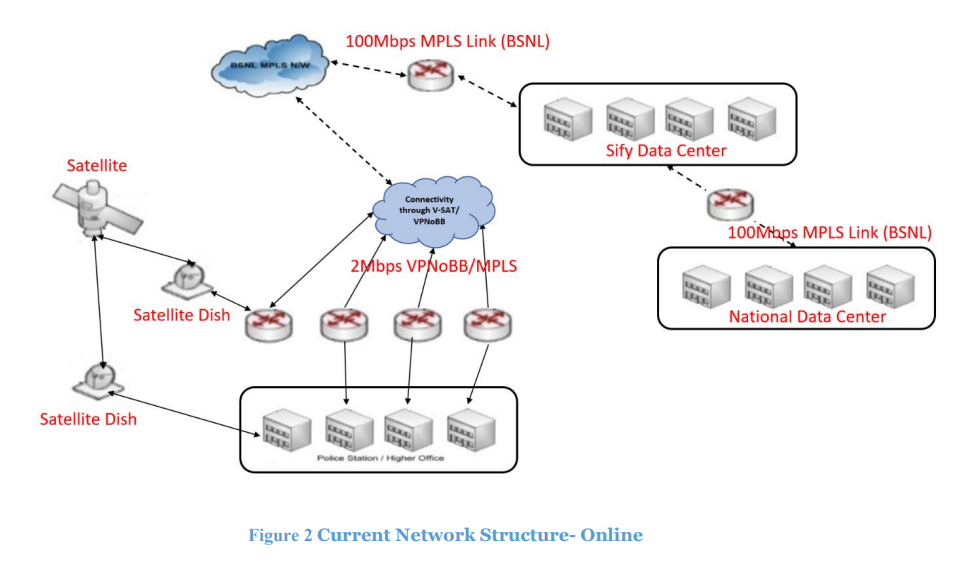 100Mbps MPLS Link (BSNL)
BSNL MPLS N/W
Sify Data Center
Satellite
Connectivity
through V-SAT/
VPNoBB
100Mbps MPLS Link (BSNL)
2Mbps VPNoBB/MPLS
Satellite Dish
National Data Center
Satellite Dish
Police Station / Higher Office
Figure 2 Current Network Structure- Online